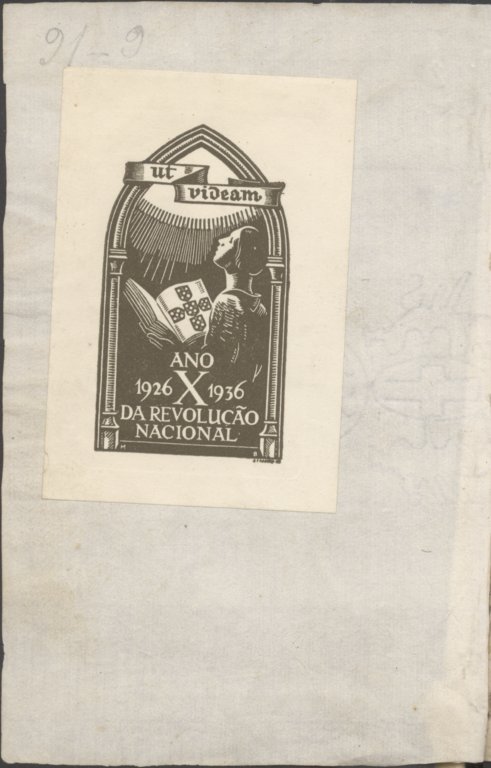 91-9
ut
videam
ANO
1926 X 1936
DA REVOLUÇÃO
NACIONAL